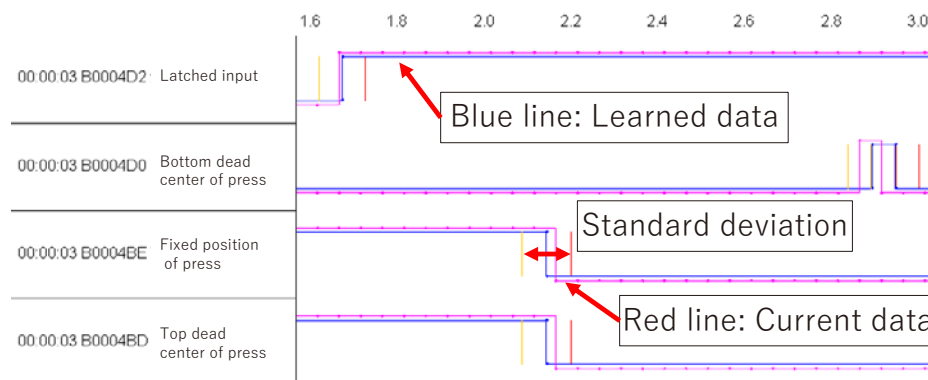 1.6 1.8 2.0 2.2 2.4 2.6 2.8 3.0
00:00:03 B0004D2 Latched input
Blue line: Learned data
00:00:03 B0004D0 Bottom dead
center of press
Standard deviation
00:00:03 B0004BE Fixed position
of press
Red line: Current data
00:00:03 B0004BD Top dead
center of press